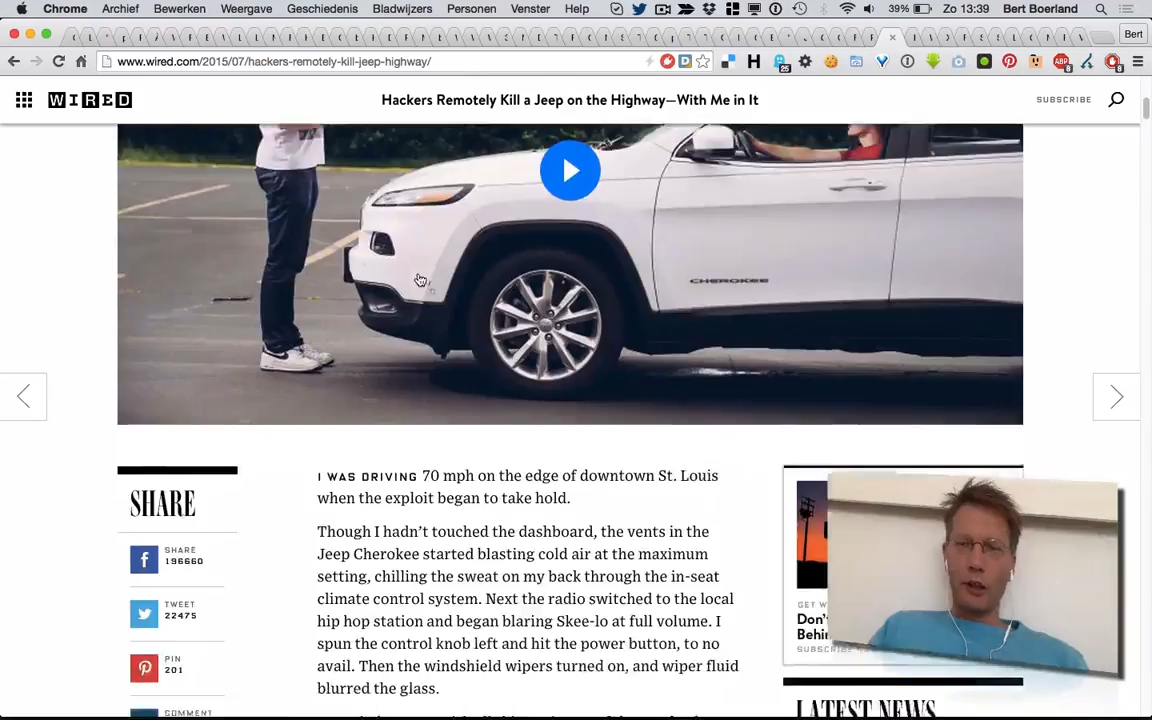 Chrome Archief Bewerken Weergave Geschiedenis Bladwijzers Personen Venster Help 39% Zo 13:39 Bert Boerland
Bert
www.wired.com/2015/07/hackers-remotely-kill-jeep-highway/
WIRED
Hackers Remotely Kill a Jeep on the Highway—With Me in It
SUBSCRIBE
CHEROKEE
SHARE
SHARE
196660
TWEET
22475
PIN
201
COMMENT
I WAS DRIVING 70 mph on the edge of downtown St. Louis
when the exploit began to take hold.
Though I hadn't touched the dashboard, the vents in the
Jeep Cherokee started blasting cold air at the maximum
setting, chilling the sweat on my back through the in-seat
climate control system. Next the radio switched to the local
hip hop station and began blaring Skee-lo at full volume. I
spun the control knob left and hit the power button, to no
avail. Then the windshield wipers turned on, and wiper fluid
blurred the glass.
GET W
Don'
Behin
LATEST NEWS